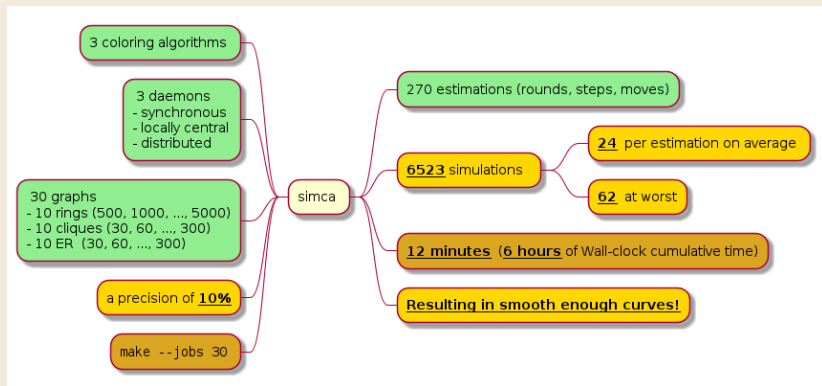 3 coloring algorithms
3 daemons
- synchronous
- locally central
- distributed
30 graphs
- 10 rings (500, 1000, ..., 5000)
- 10 cliques (30, 60, ..., 300)
- 10 ER (30, 60, ..., 300)
a precision of 10%
make --jobs 30
simca
270 estimations (rounds, steps, moves)
6523 simulations
24 per estimation on average
62 at worst
12 minutes (6 hours of Wall-clock cumulative time)
Resulting in smooth enough curves!